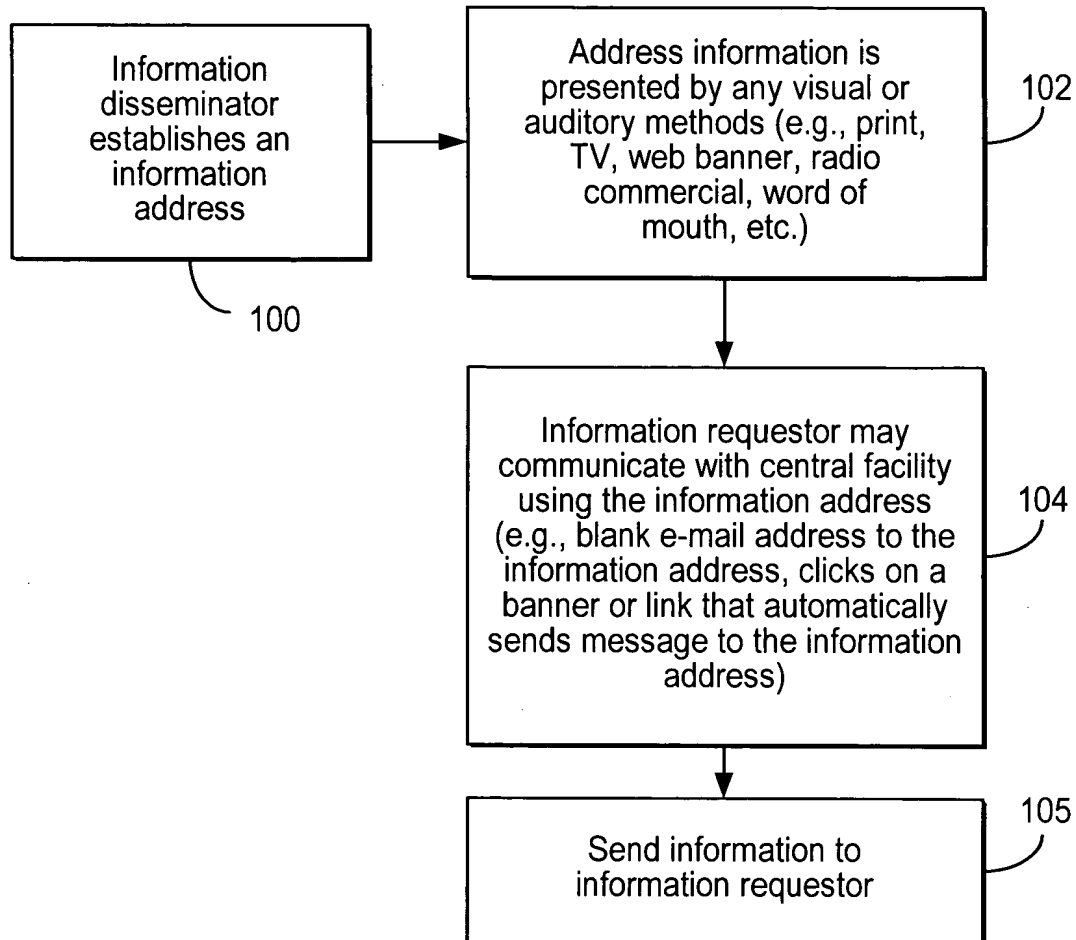 Information
disseminator
establishes an
information
address
100
Address information is
presented by any visual or
auditory methods (e.g., print,
TV, web banner, radio
commercial, word of
mouth, etc.)
102
Information requestor may
communicate with central facility
using the information address
(e.g., blank e-mail address to the
information address, clicks on a
banner or link that automatically
sends message to the information
address)
104
Send information to
information requestor
105